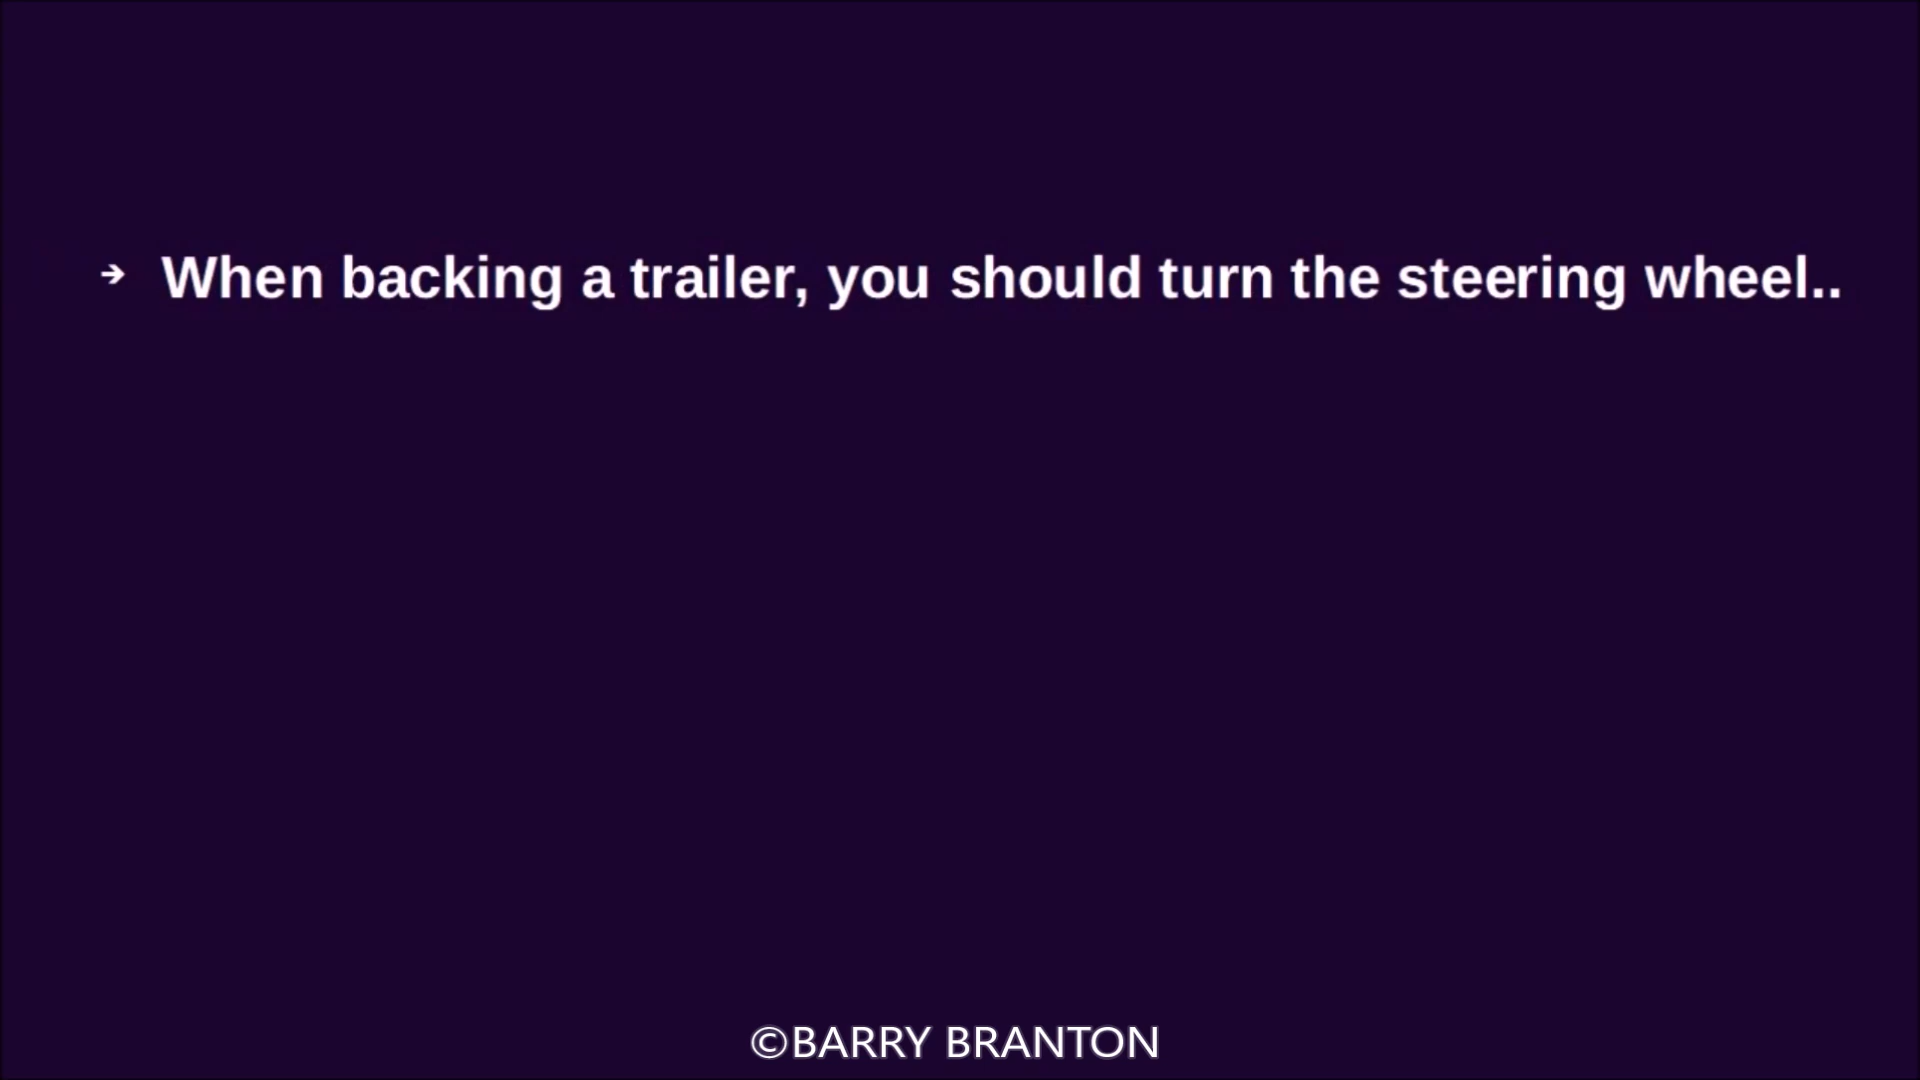 ➔ When backing a trailer, you should turn the steering wheel..
©BARRY BRANTON